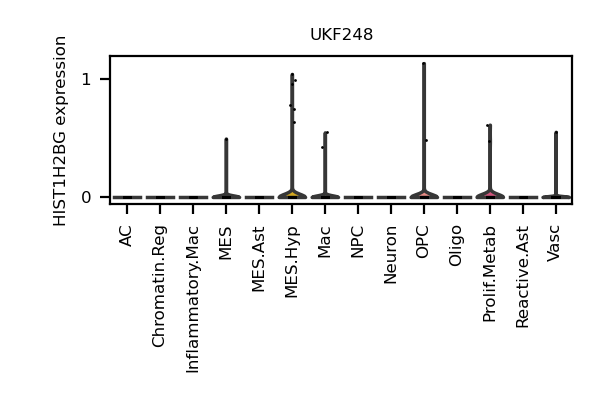 UKF248
HIST1H2BG expression
1
0
AC
Chromatin.Reg
Inflammatory.Mac
MES
MES.Ast
MES.Hyp
Mac
NPC
Neuron
OPC
Oligo
Prolif.Metab
Reactive.Ast
Vasc